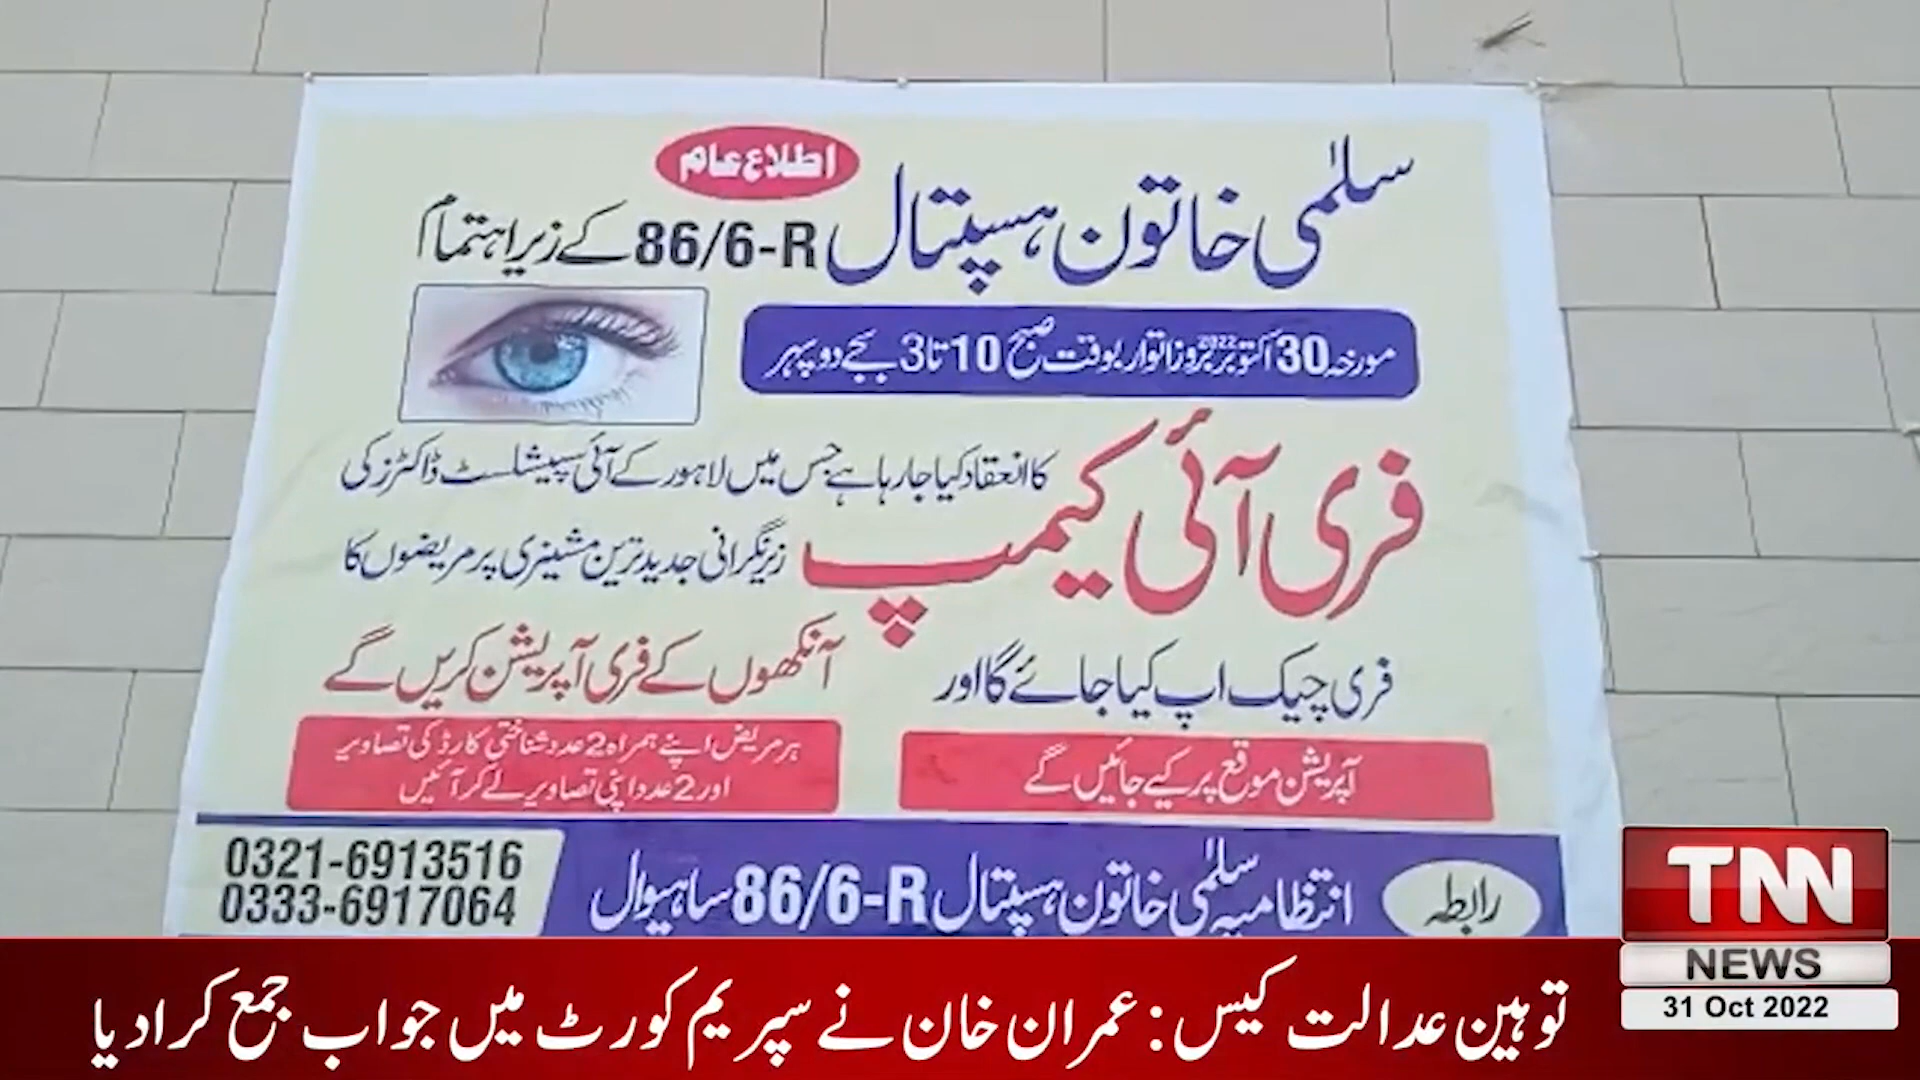 اطلاع عام
سلمٰی خاتون ہسپتال 86/6-R کے زیر اہتمام
مورخہ 30 اکتوبر 2022 بروز اتوار بوقت صبح 10 تا 3 بجے دوپہر
فری آئی کیمپ
کا انعقاد کیا جا رہا ہے جس میں لاہور کے آئی سپیشلسٹ ڈاکٹرز کی
زیر نگرانی جدید ترین مشینری پر مریضوں کا
فری چیک اپ کیا جائے گا اور
آنکھوں کے فری آپریشن کریں گے
آپریشن موقع پر کیے جائیں گے
ہر مریض اپنے ہمراہ 2 عدد شناختی کارڈ کی تصاویر
اور 2 عدد اپنی تصاویر لے کر آئیں
رابطہ
انتظامیہ سلمٰی خاتون ہسپتال 86/6-R ساہیوال
0321-6913516
0333-6917064
TNN
NEWS
31 Oct 2022
توہین عدالت کیس: عمران خان نے سپریم کورٹ میں جواب جمع کرا دیا